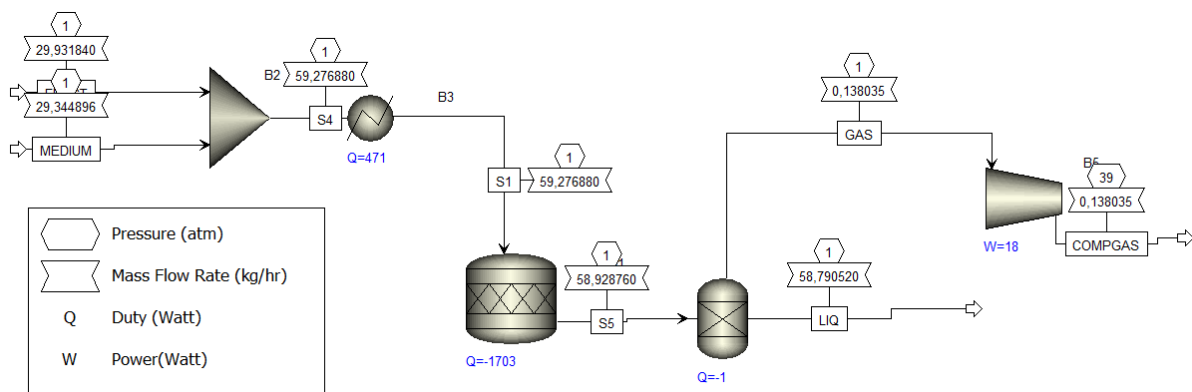 1
29,931840
1
29,344896
MEDIUM
B2
1
59,276880
S4
Q=471
B3
S1
1
59,276880
Q=-1703
1
58,928760
S5
Q=-1
1
0,138035
GAS
1
58,790520
LIQ
W=18
39
0,138035
COMPGAS
Pressure (atm)
Mass Flow Rate (kg/hr)
Q Duty (Watt)
W Power(Watt)